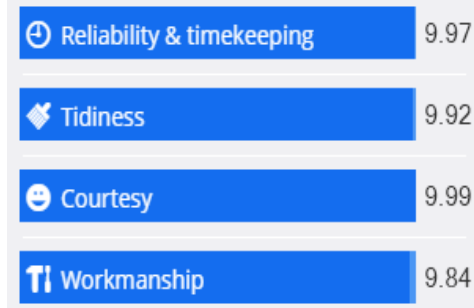 Reliability & timekeeping 9.97
Tidiness 9.92
Courtesy 9.99
Workmanship 9.84